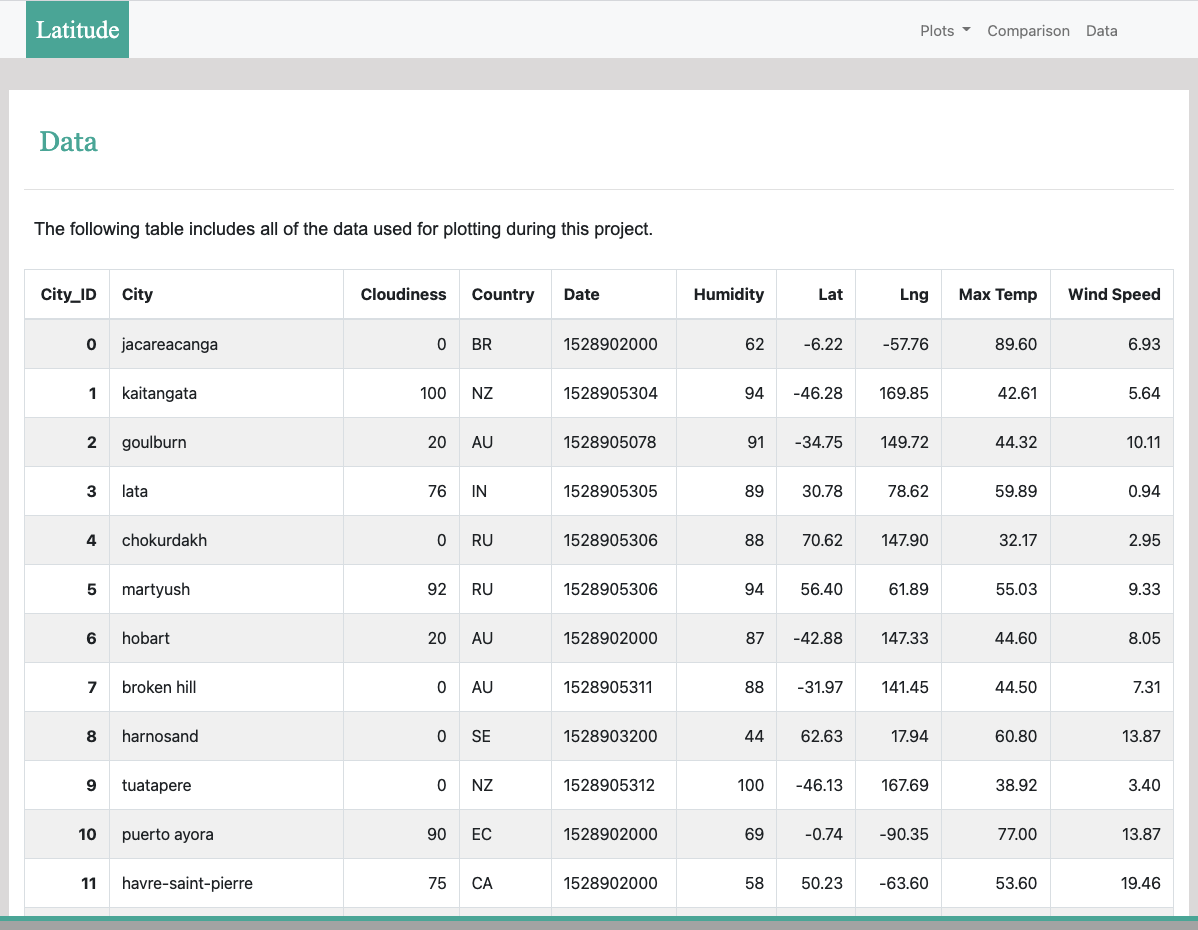 Latitude
Plots Comparison Data
Data
The following table includes all of the data used for plotting during this project.
City_ID City Cloudiness Country Date Humidity Lat Lng Max Temp Wind Speed
0 jacareacanga 0 BR 1528902000 62 -6.22 -57.76 89.60 6.93
1 kaitangata 100 NZ 1528905304 94 -46.28 169.85 42.61 5.64
2 goulburn 20 AU 1528905078 91 -34.75 149.72 44.32 10.11
3 lata 76 IN 1528905305 89 30.78 78.62 59.89 0.94
4 chokurdakh 0 RU 1528905306 88 70.62 147.90 32.17 2.95
5 martyush 92 RU 1528905306 94 56.40 61.89 55.03 9.33
6 hobart 20 AU 1528902000 87 -42.88 147.33 44.60 8.05
7 broken hill 0 AU 1528905311 88 -31.97 141.45 44.50 7.31
8 harnosand 0 SE 1528903200 44 62.63 17.94 60.80 13.87
9 tuatapere 0 NZ 1528905312 100 -46.13 167.69 38.92 3.40
10 puerto ayora 90 EC 1528902000 69 -0.74 -90.35 77.00 13.87
11 havre-saint-pierre 75 CA 1528902000 58 50.23 -63.60 53.60 19.46